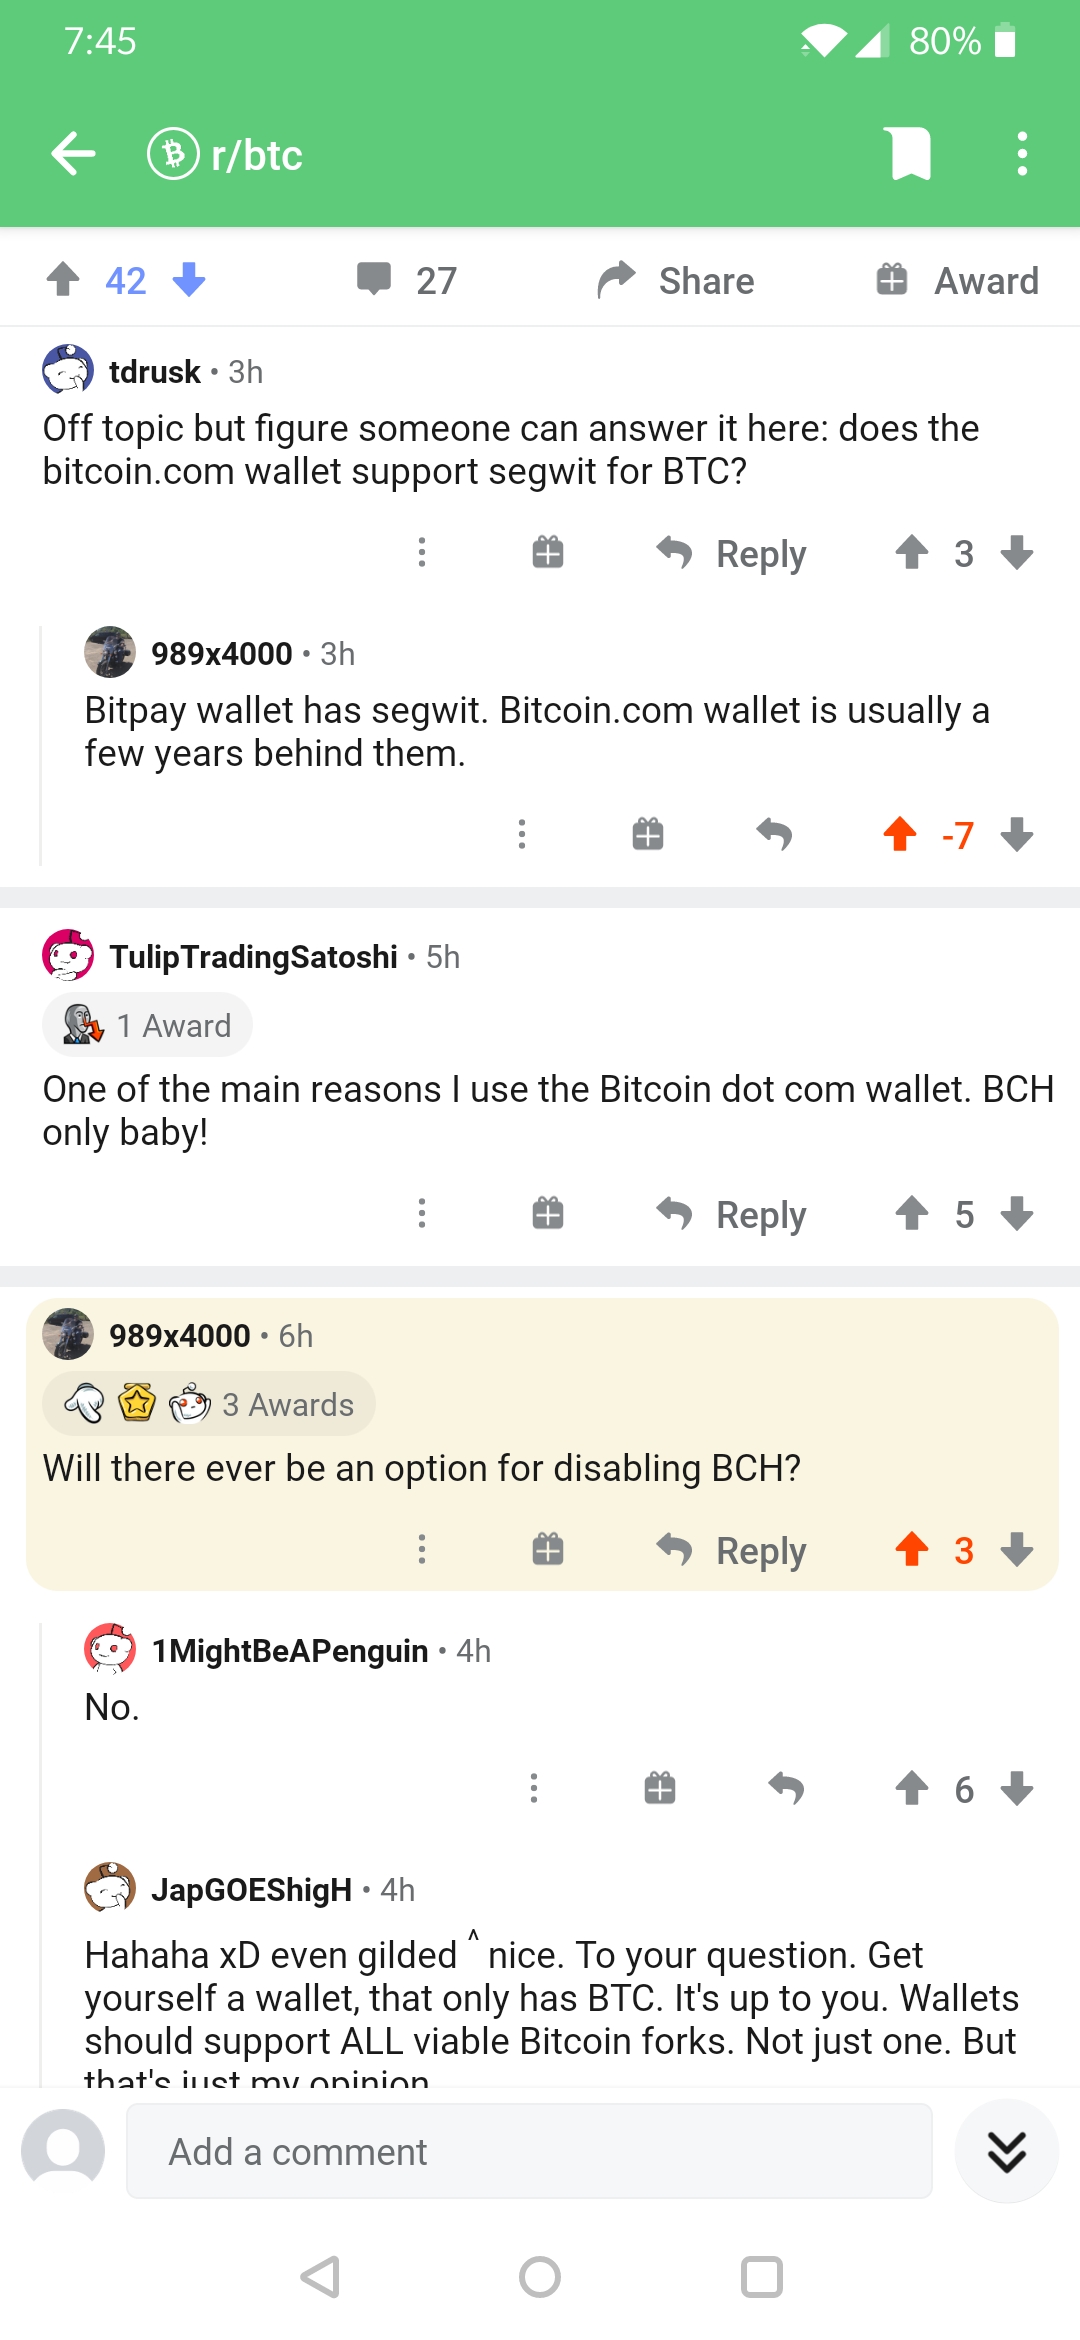 7:45
80%
r/btc
42
27
Share
Award
tdrusk • 3h
Off topic but figure someone can answer it here: does the
bitcoin.com wallet support segwit for BTC?
Reply
3
989x4000 • 3h
Bitpay wallet has segwit. Bitcoin.com wallet is usually a
few years behind them.
-7
TulipTradingSatoshi • 5h
1 Award
One of the main reasons I use the Bitcoin dot com wallet. BCH
only baby!
Reply
5
989x4000 • 6h
3 Awards
Will there ever be an option for disabling BCH?
Reply
3
1MightBeAPenguin • 4h
No.
6
JapGOEShigH • 4h
Hahaha xD even gilded ^ nice. To your question. Get
yourself a wallet, that only has BTC. It's up to you. Wallets
should support ALL viable Bitcoin forks. Not just one. But
that's just my opinion
Add a comment